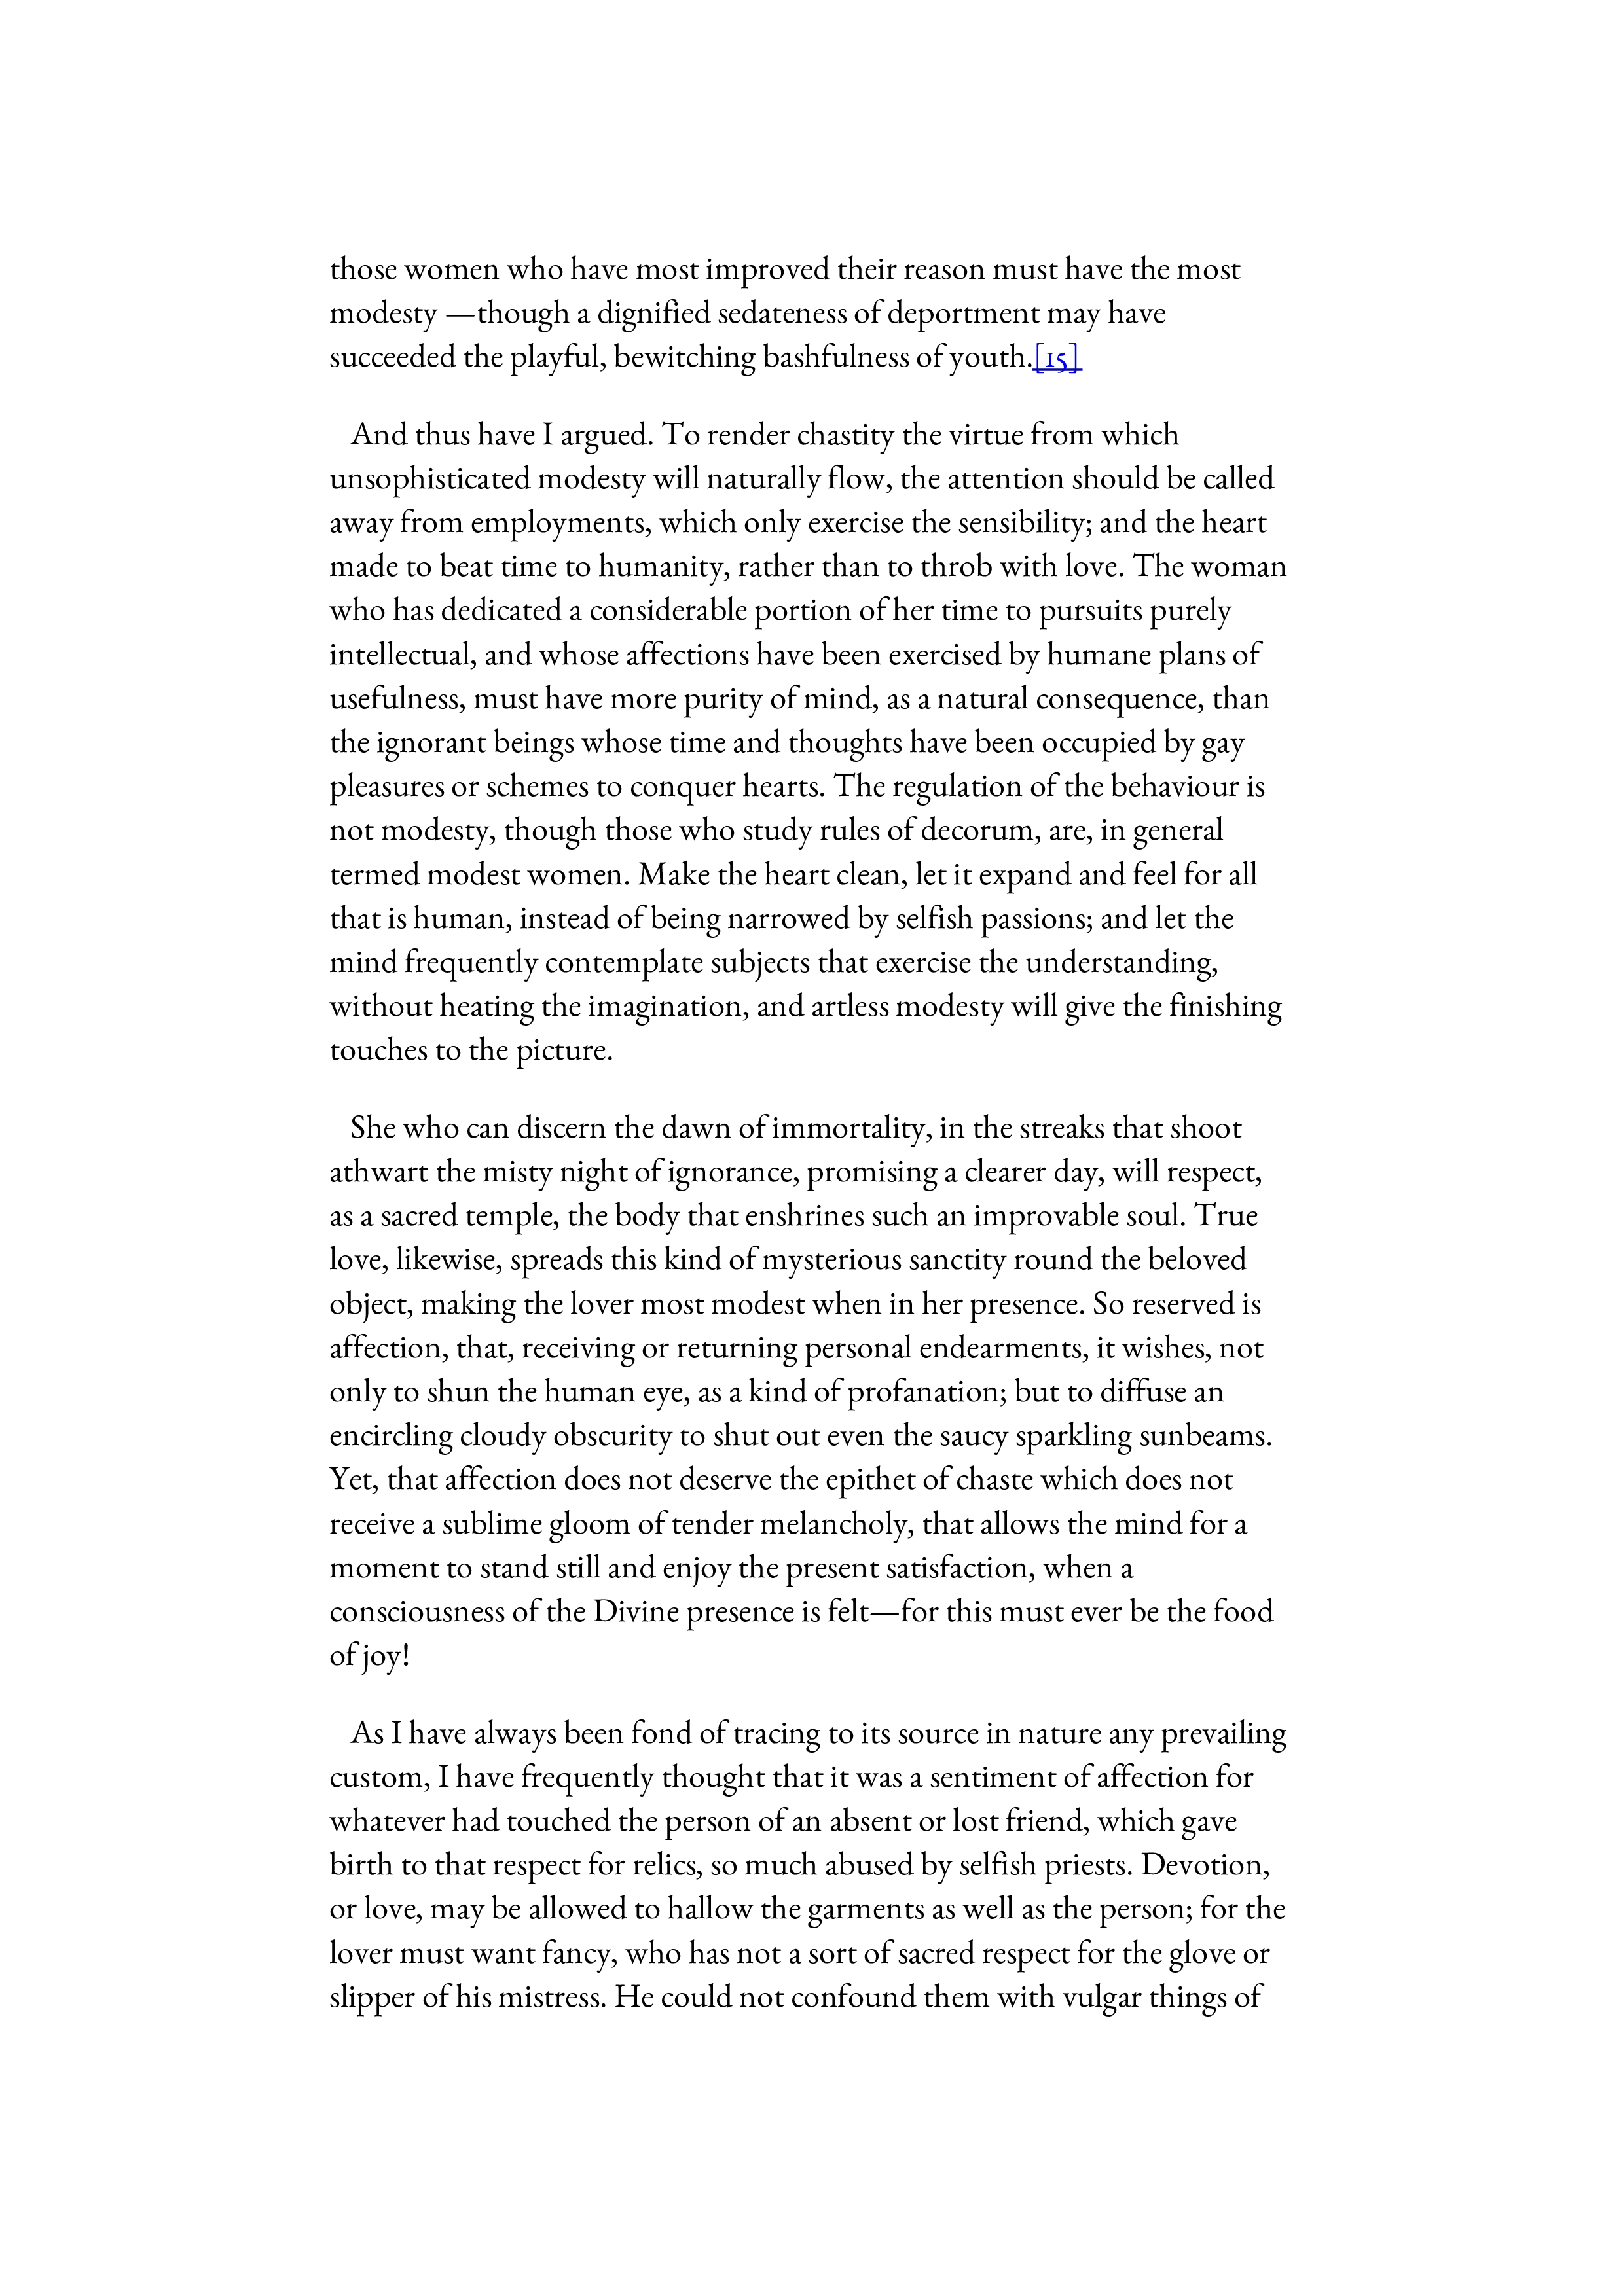 those women who have most improved their reason must have the most
modesty —though a dignified sedateness of deportment may have
succeeded the playful, bewitching bashfulness of youth.[15]
And thus have I argued. To render chastity the virtue from which
unsophisticated modesty will naturally flow, the attention should be called
away from employments, which only exercise the sensibility; and the heart
made to beat time to humanity, rather than to throb with love. The woman
who has dedicated a considerable portion of her time to pursuits purely
intellectual, and whose affections have been exercised by humane plans of
usefulness, must have more purity of mind, as a natural consequence, than
the ignorant beings whose time and thoughts have been occupied by gay
pleasures or schemes to conquer hearts. The regulation of the behaviour is
not modesty, though those who study rules of decorum, are, in general
termed modest women. Make the heart clean, let it expand and feel for all
that is human, instead of being narrowed by selfish passions; and let the
mind frequently contemplate subjects that exercise the understanding,
without heating the imagination, and artless modesty will give the finishing
touches to the picture.
She who can discern the dawn of immortality, in the streaks that shoot
athwart the misty night of ignorance, promising a clearer day, will respect,
as a sacred temple, the body that enshrines such an improvable soul. True
love, likewise, spreads this kind of mysterious sanctity round the beloved
object, making the lover most modest when in her presence. So reserved is
affection, that, receiving or returning personal endearments, it wishes, not
only to shun the human eye, as a kind of profanation; but to diffuse an
encircling cloudy obscurity to shut out even the saucy sparkling sunbeams.
Yet, that affection does not deserve the epithet of chaste which does not
receive a sublime gloom of tender melancholy, that allows the mind for a
moment to stand still and enjoy the present satisfaction, when a
consciousness of the Divine presence is felt—for this must ever be the food
of joy!
As I have always been fond of tracing to its source in nature any prevailing
custom, I have frequently thought that it was a sentiment of affection for
whatever had touched the person of an absent or lost friend, which gave
birth to that respect for relics, so much abused by selfish priests. Devotion,
or love, may be allowed to hallow the garments as well as the person; for the
lover must want fancy, who has not a sort of sacred respect for the glove or
slipper of his mistress. He could not confound them with vulgar things of